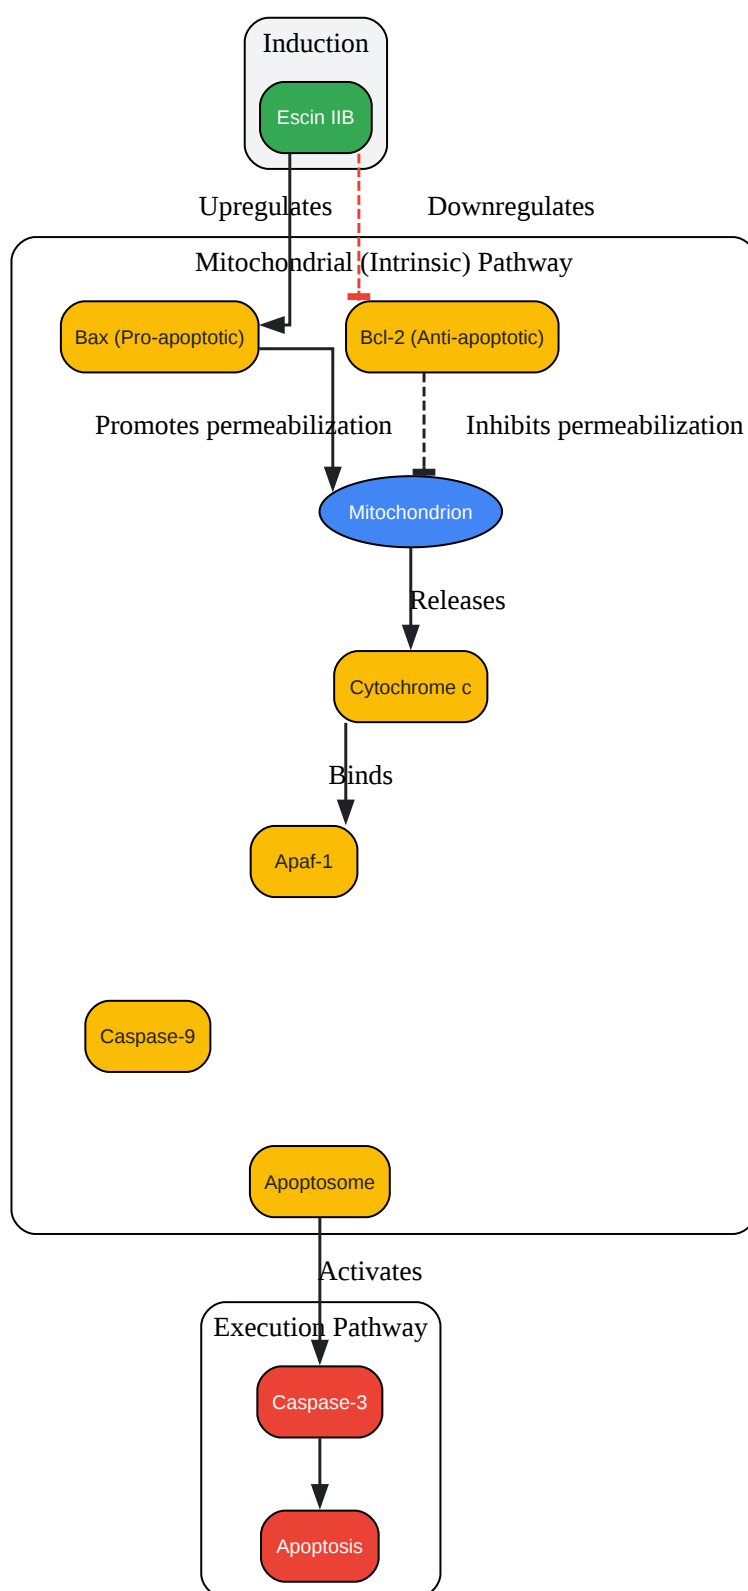 Induction
Escin IIB
Upregulates
Downregulates
Mitochondrial (Intrinsic) Pathway
Bax (Pro-apoptotic)
Bcl-2 (Anti-apoptotic)
Promotes permeabilization
Inhibits permeabilization
Mitochondrion
Releases
Cytochrome c
Binds
Apaf-1
Caspase-9
Apoptosome
Activates
Execution Pathway
Caspase-3
Apoptosis